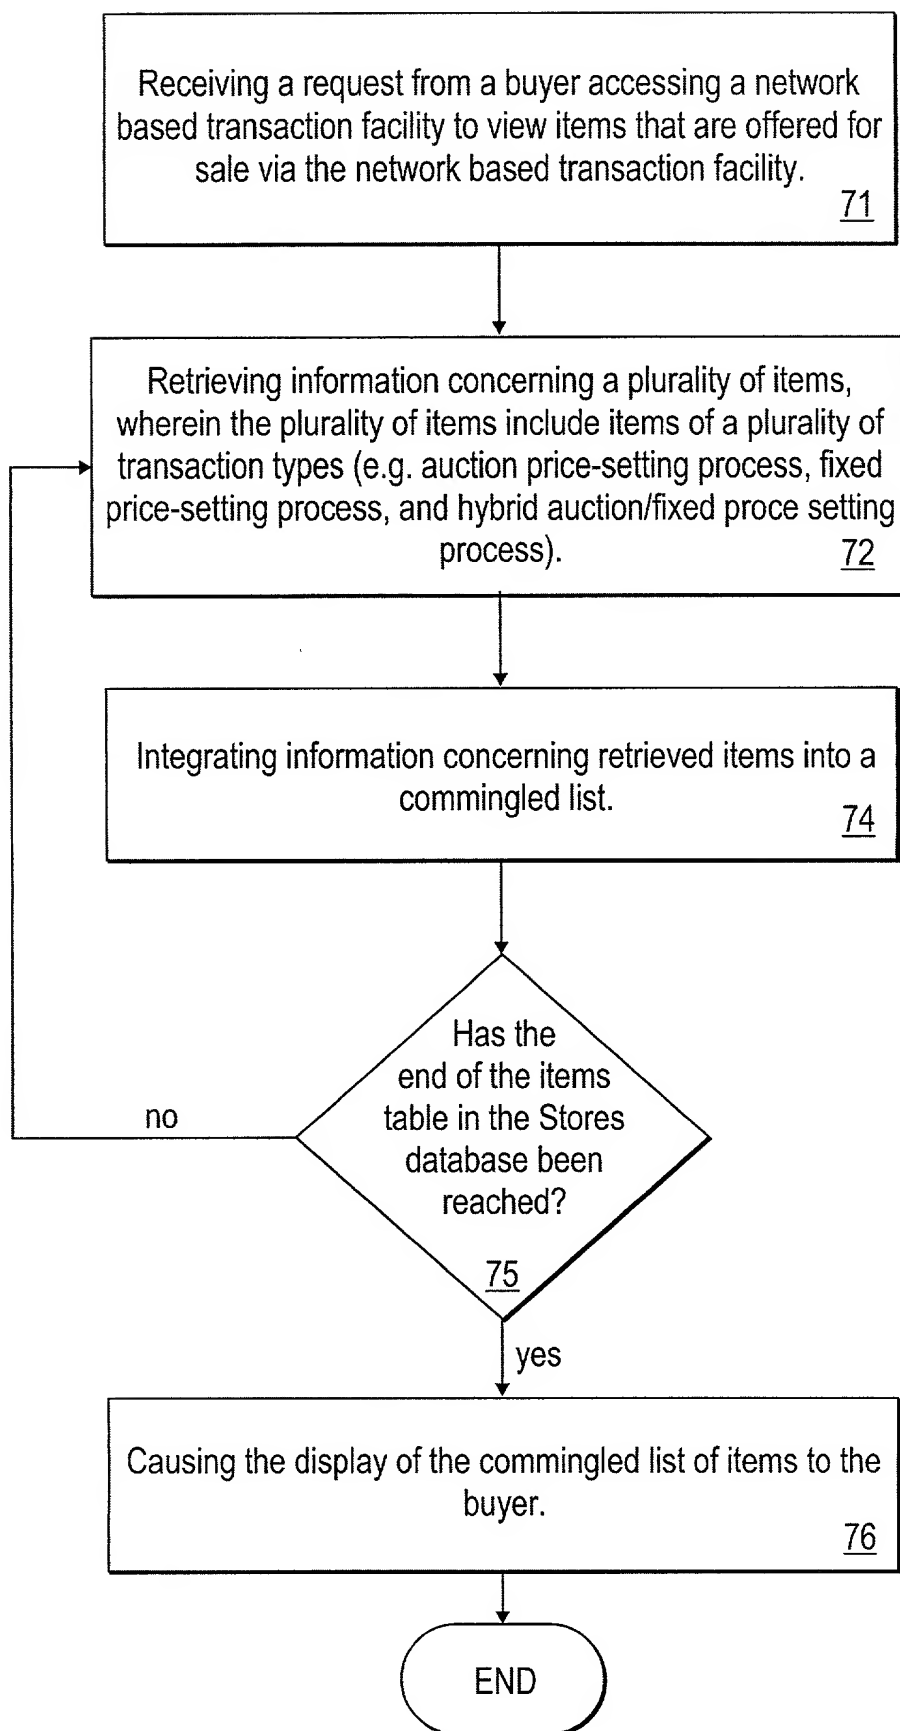 Receiving a request from a buyer accessing a network
based transaction facility to view items that are offered for
sale via the network based transaction facility.
71
Retrieving information concerning a plurality of items,
wherein the plurality of items include items of a plurality of
transaction types (e.g. auction price-setting process, fixed
price-setting process, and hybrid auction/fixed proce setting
process).
72
Integrating information concerning retrieved items into a
commingled list.
74
Has the
end of the items
table in the Stores
database been
reached?
75
no
yes
Causing the display of the commingled list of items to the
buyer.
76
END